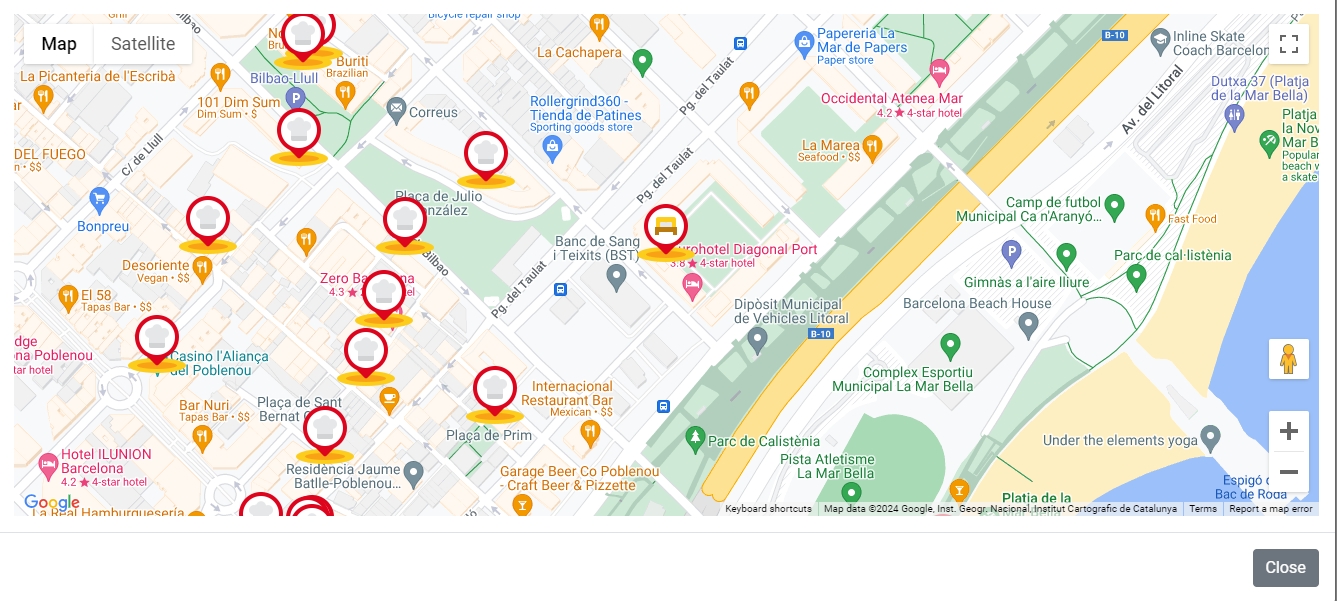 Map
Satellite
Bilbao
Grill
Bicycle repair shop
La Cachapera
Papereria La
Mar de Papers
Paper store
B-10
Inline Skate
Coach Barcelon
La Picanteria de l'Escribà
Buriti
Brazilian
Bilbao-Llull
101 Dim Sum
Dim Sum • $
Correus
Rollergrind360 -
Tienda de Patines
Sporting goods store
Pg. del Taulat
Occidental Atenea Mar
4.2 ★ 4-star hotel
Av. del Litoral
Dutxa 37 (Platja
de la Mar Bella)
Platja
la Nov
Mar B
Popular
beach w
a skate
DEL FUEGO
• $$
C/ de Llull
La Marea
Seafood • $$
Pg. del Taulat
Bonpreu
Plaça de Julio
González
Camp de futbol
Municipal Ca n'Aranyó...
Fast Food
Banc de Sang
i Teixits (BST)
Eurohotel Diagonal Port
3.8 ★ 4-star hotel
Desoriente
Vegan • $$
Bilbao
Parc de cal·listènia
Gimnàs a l'aire lliure
Zero Ba
na
4.3 ★
el
Pg. del Taulat
El 58
Tapas Bar • $$
Dipòsit Municipal
de Vehicles Litoral
Barcelona Beach House
B-10
dge
ona Poblenou
tar hotel
Casino l'Aliança
del Poblenou
Complex Esportiu
Municipal La Mar Bella
Bar Nuri
Tapas Bar • $$
Plaça de Sant
Bernat
Internacional
Restaurant Bar
Mexican • $$
Plaça de Prim
Parc de Calistènia
Under the elements yoga
Hotel ILUNION
Barcelona
4.2 ★ 4-star hotel
Residència Jaume
Batlle-Poblenou...
Garage Beer Co Poblenou
- Craft Beer & Pizzette
Pista Atletisme
La Mar Bella
Espigó d
Bac de Roda
Google
La Real Hamburguesería
Platja de la
Mar Bella
Keyboard shortcuts
Map data ©2024 Google, Inst. Geogr. Nacional, Institut Cartografic de Catalunya
Terms
Report a map error
Close